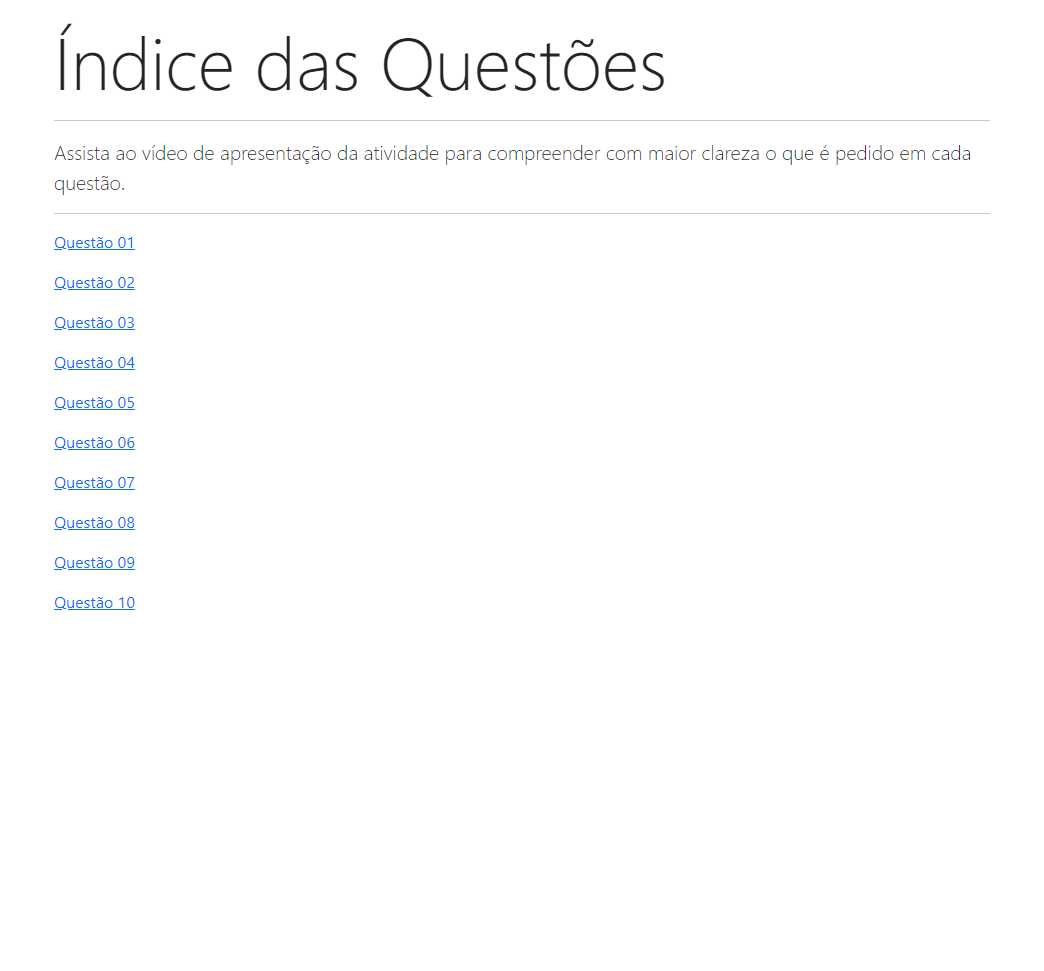 Índice das Questões
Assista ao vídeo de apresentação da atividade para compreender com maior clareza o que é pedido em cada
questão.
Questão 01
Questão 02
Questão 03
Questão 04
Questão 05
Questão 06
Questão 07
Questão 08
Questão 09
Questão 10